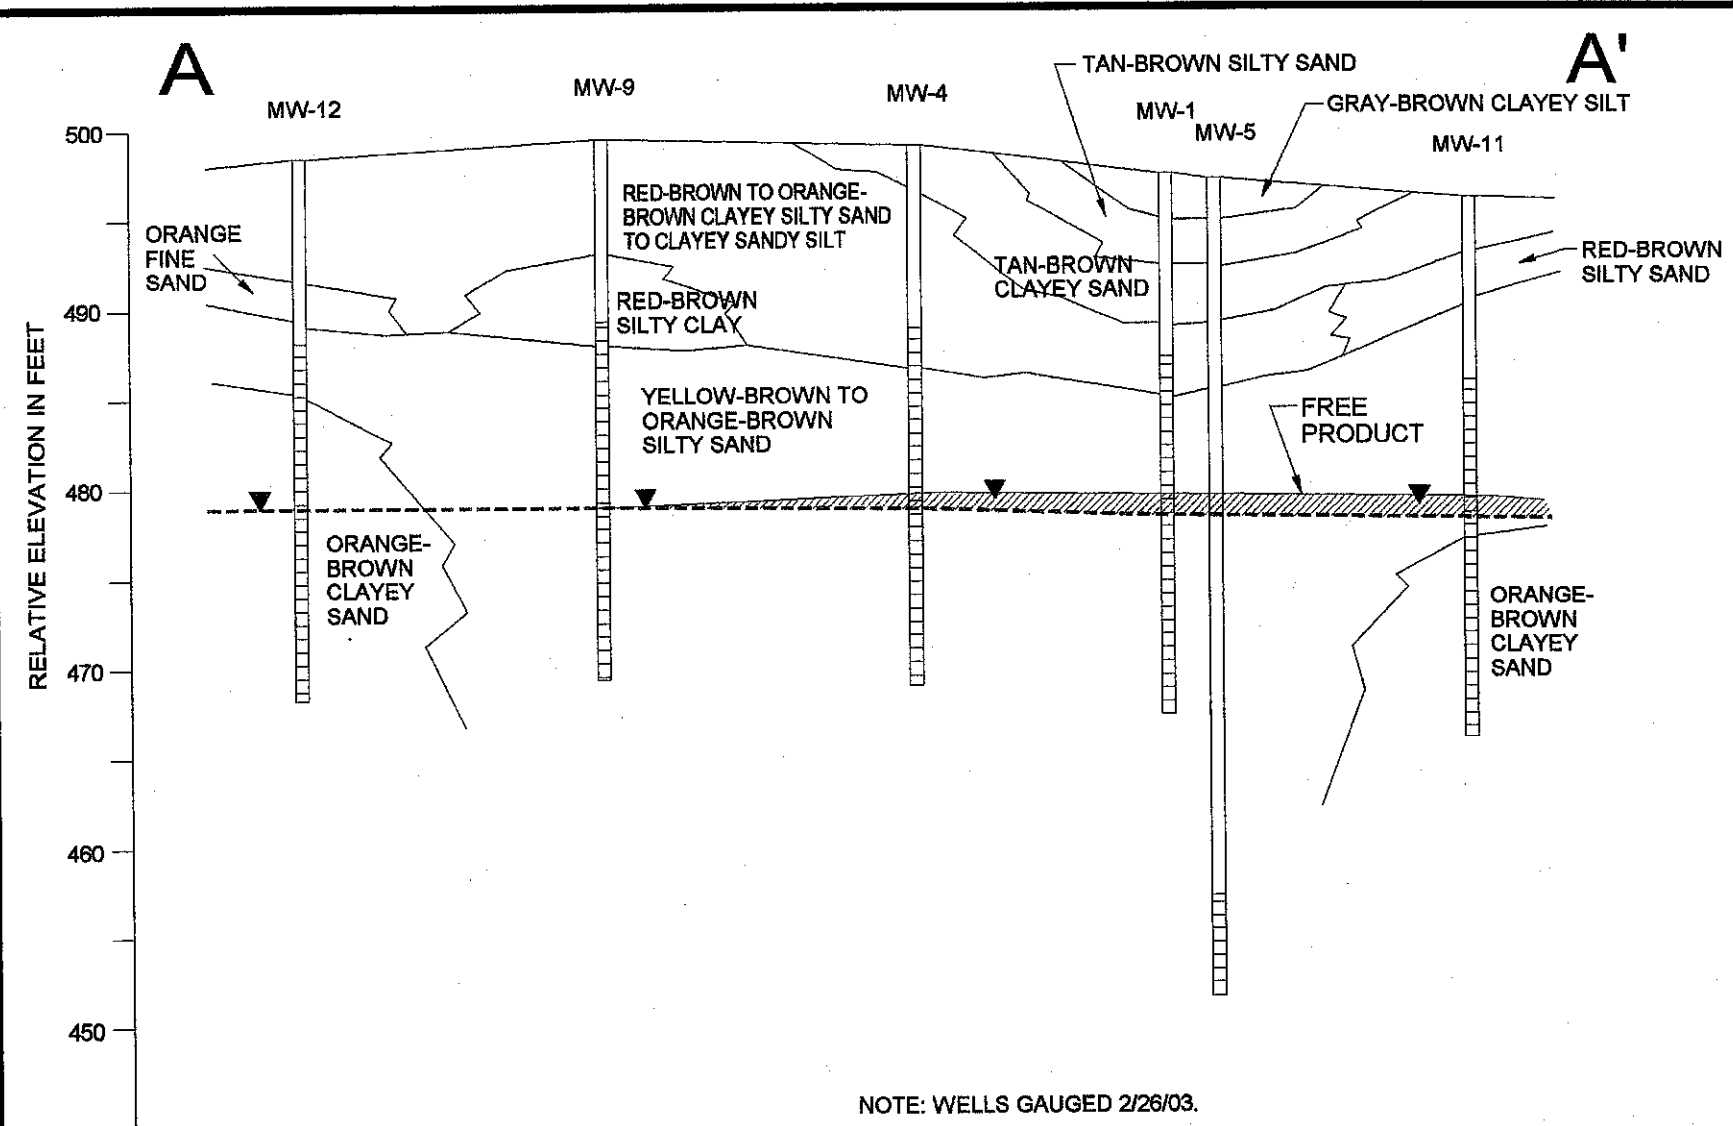 A
A'
MW-12
MW-9
MW-4
MW-1
MW-5
MW-11
TAN-BROWN SILTY SAND
GRAY-BROWN CLAYEY SILT
500
490
480
470
460
450
RELATIVE ELEVATION IN FEET
ORANGE
FINE
SAND
RED-BROWN TO ORANGE-
BROWN CLAYEY SILTY SAND
TO CLAYEY SANDY SILT
RED-BROWN
SILTY CLAY
TAN-BROWN
CLAYEY SAND
RED-BROWN
SILTY SAND
YELLOW-BROWN TO
ORANGE-BROWN
SILTY SAND
FREE
PRODUCT
ORANGE-
BROWN
CLAYEY
SAND
ORANGE-
BROWN
CLAYEY
SAND
NOTE: WELLS GAUGED 2/26/03.